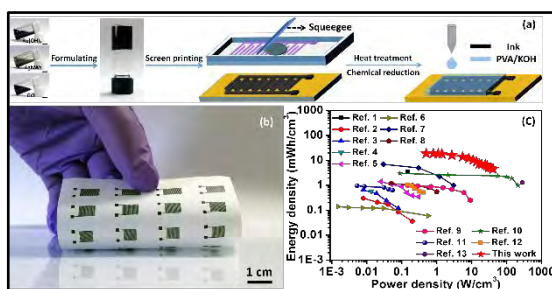 (a)
Squeegee
Formulating
Screen printing
Heat treatment
Chemical reduction
Ink
PVA/KOH
(b)
1 cm
(C)
Energy density (mWh/cm³)
100
10
1
0.1
0.01
1E-3
1E-3 0.01 0.1 1 10 100 1000
Power density (W/cm³)
Ref. 1
Ref. 2
Ref. 3
Ref. 4
Ref. 5
Ref. 6
Ref. 7
Ref. 8
Ref. 9
Ref. 10
Ref. 11
Ref. 12
Ref. 13
This work